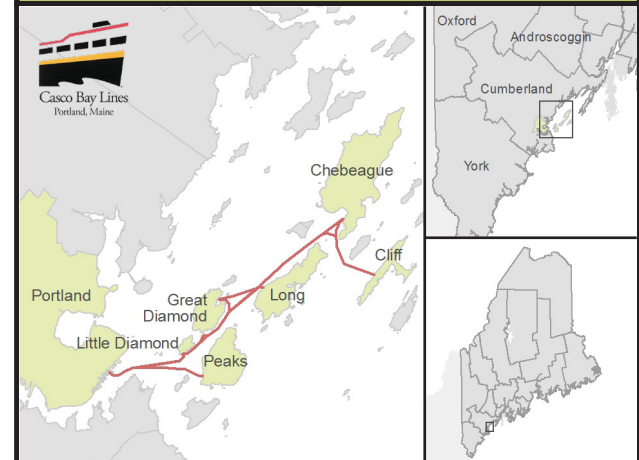 Casco Bay Lines
Portland, Maine
Chebeague
Cliff
Portland
Great
Diamond
Long
Little Diamond
Peaks
Oxford
Androscoggin
Cumberland
York